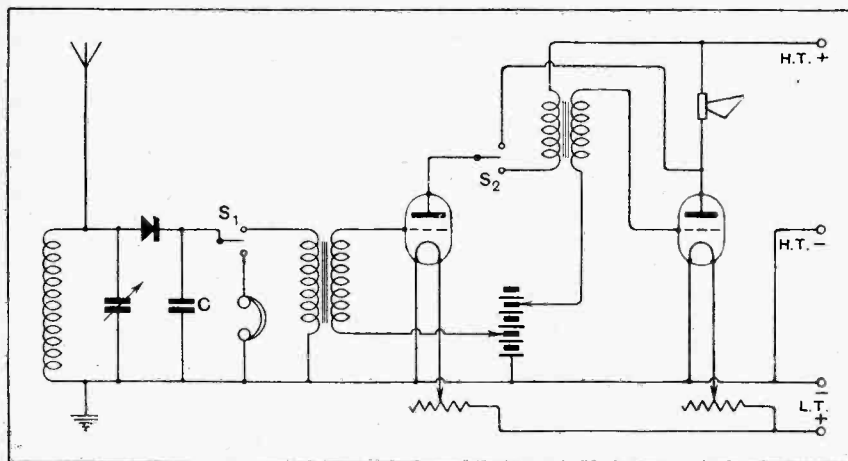 H.T. +
S1
S2
H.T. –
C
–
L.T.
+